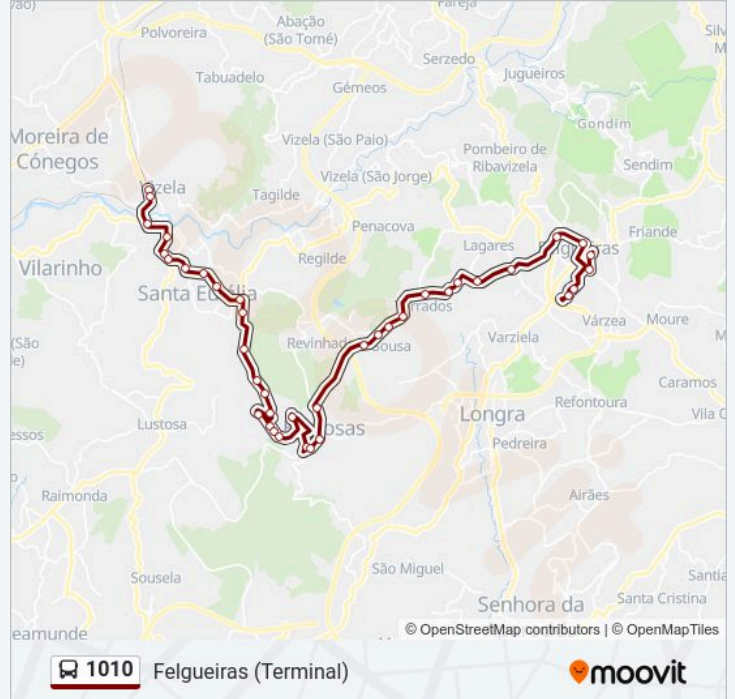 Polvoreira
Abação
(São Tomé)
Serzedo
Tabuadelo
Gémeos
Jugueiros
Moreira de
Cónegos
Gondim
Vizela (São Paio)
Pombeiro de
Ribavizela
Sendim
Vizela (São Jorge)
Tagilde
Penacova
Friande
Lagares
Regilde
Vilarinho
Santa Eulália
Várzea
Moure
(São
Varziela
Revinhade
Sousa
Caramos
Refontoura
Longra
Lustosa
Pedreira
Raimonda
Airães
São Miguel
Sousela
Santa Cristina
Senhora da
© OpenStreetMap contributors | © OpenMapTiles
1010 Felgueiras (Terminal)
moovit